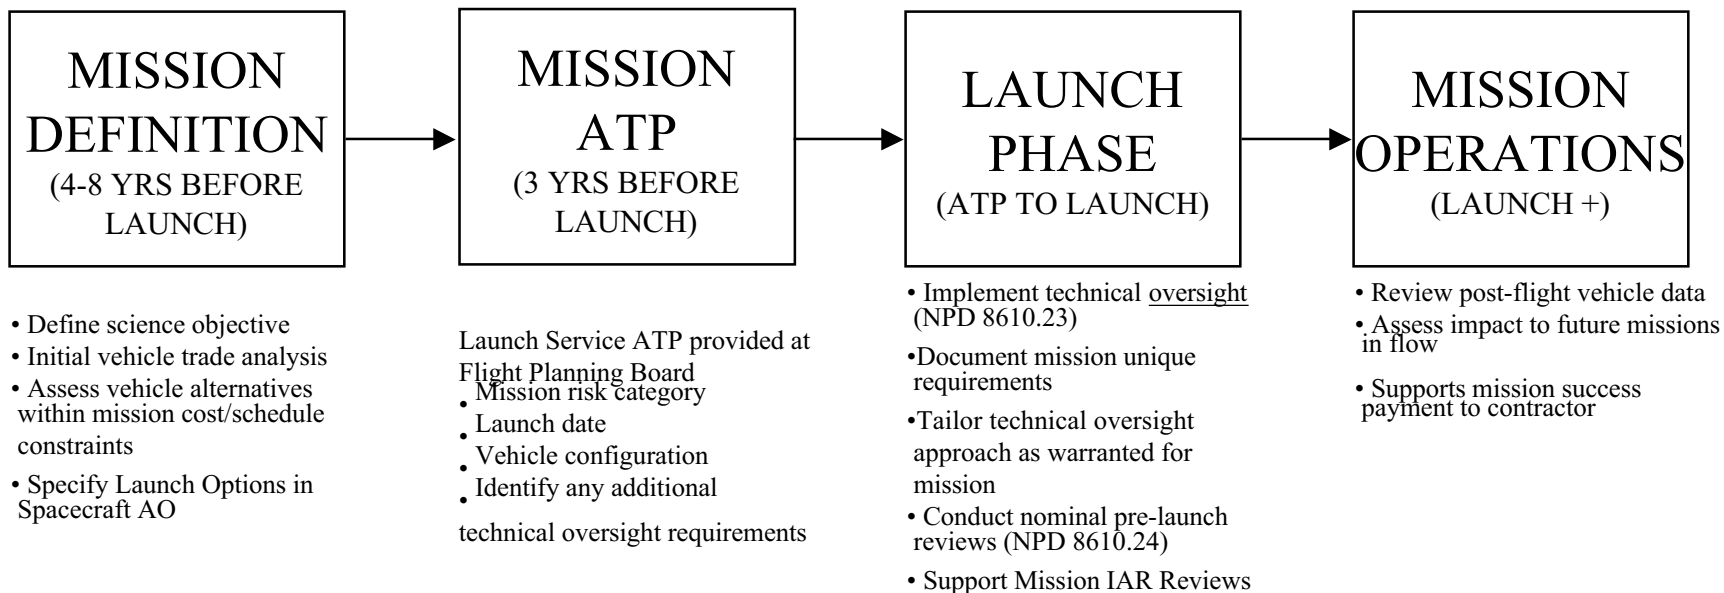 MISSION
DEFINITION
(4-8 YRS BEFORE
LAUNCH)
• Define science objective
• Initial vehicle trade analysis
• Assess vehicle alternatives
within mission cost/schedule
constraints
• Specify Launch Options in
Spacecraft AO
MISSION
ATP
(3 YRS BEFORE
LAUNCH)
Launch Service ATP provided at
Flight Planning Board
• Mission risk category
• Launch date
• Vehicle configuration
• Identify any additional
technical oversight requirements
LAUNCH
PHASE
(ATP TO LAUNCH)
• Implement technical oversight
(NPD 8610.23)
•Document mission unique
requirements
•Tailor technical oversight
approach as warranted for
mission
• Conduct nominal pre-launch
reviews (NPD 8610.24)
• Support Mission IAR Reviews
MISSION
OPERATIONS
(LAUNCH +)
• Review post-flight vehicle data
• Assess impact to future missions
in flow
• Supports mission success
payment to contractor